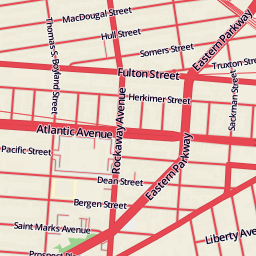 MacDougal Street
Hull Street
Somers Street
Eastern Parkway
Thomas S. Boyland Street
Fulton Street
Truxton Street
Herkimer Street
Sackman Street
Rockaway Avenue
Atlantic Avenue
Pacific Street
Eastern Parkway
Dean Street
Bergen Street
Saint Marks Avenue
Liberty Avenue
Prospect